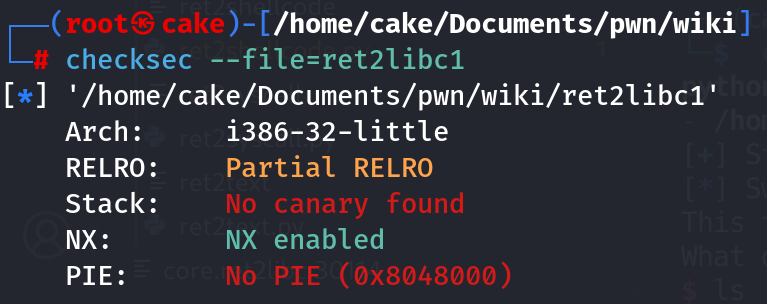 ┌──(root㉿cake)-[/home/cake/Documents/pwn/wiki]
└─# checksec --file=ret2libc1
[*] '/home/cake/Documents/pwn/wiki/ret2libc1'
    Arch:     i386-32-little
    RELRO:    Partial RELRO
    Stack:    No canary found
    NX:       NX enabled
    PIE:      No PIE (0x8048000)